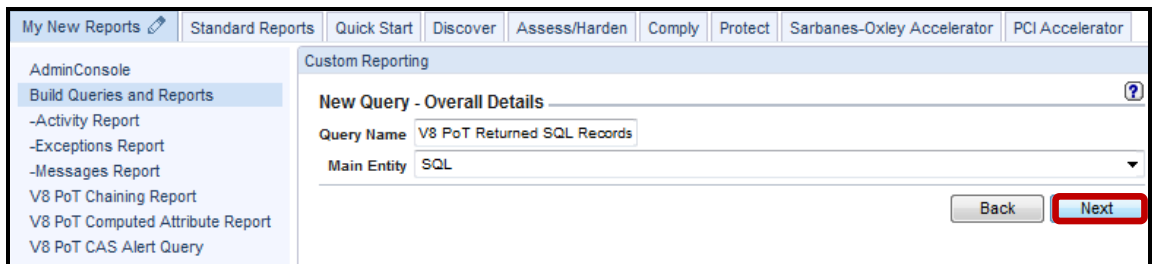 My New Reports Standard Reports Quick Start Discover Assess/Harden Comply Protect Sarbanes-Oxley Accelerator PCI Accelerator
AdminConsole
Build Queries and Reports
-Activity Report
-Exceptions Report
-Messages Report
V8 PoT Chaining Report
V8 PoT Computed Attribute Report
V8 PoT CAS Alert Query
Custom Reporting
New Query - Overall Details
?
Query Name V8 PoT Returned SQL Records
Main Entity SQL
Back Next